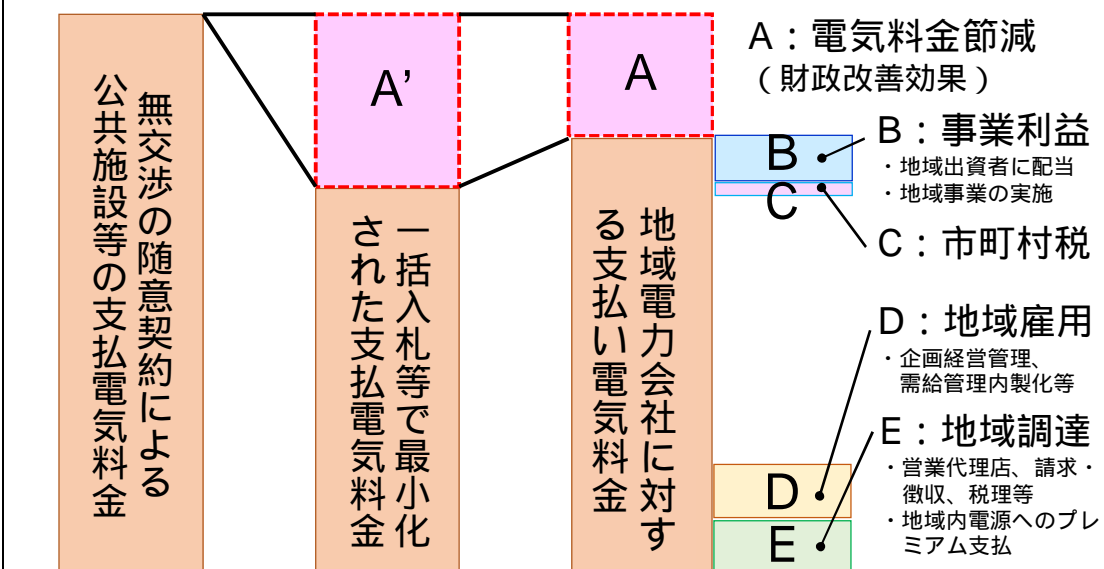 無交渉の随意契約による
公共施設等の支払電気料金
A’
一括入札等で最小化
された支払電気料金
A
地域電力会社に対す
る支払い電気料金
B
C
D
E
A：電気料金節減
（財政改善効果）
B：事業利益
・地域出資者に配当
・地域事業の実施
C：市町村税
D：地域雇用
・企画経営管理、
需給管理内製化等
E：地域調達
・営業代理店、請求・
徴収、税理等
・地域内電源へのプレ
ミアム支払